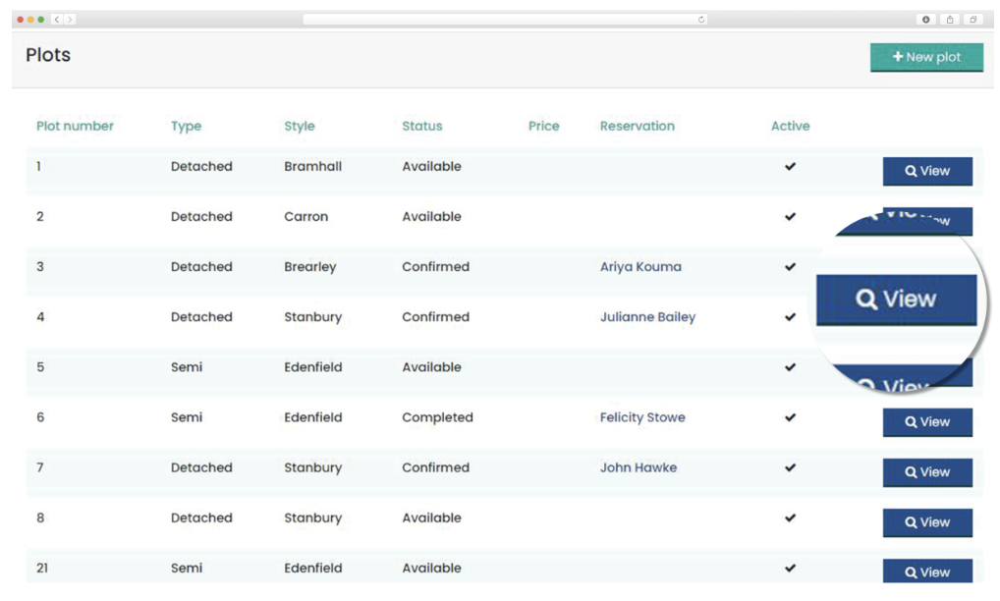 Plots
+ New plot
Plot number Type Style Status Price Reservation Active
1 Detached Bramhall Available View
2 Detached Carron Available View
3 Detached Brearley Confirmed Ariya Kouma View
4 Detached Stanbury Confirmed Julianne Bailey
5 Semi Edenfield Available View
6 Semi Edenfield Completed Felicity Stowe View
7 Detached Stanbury Confirmed John Hawke View
8 Detached Stanbury Available View
21 Semi Edenfield Available View